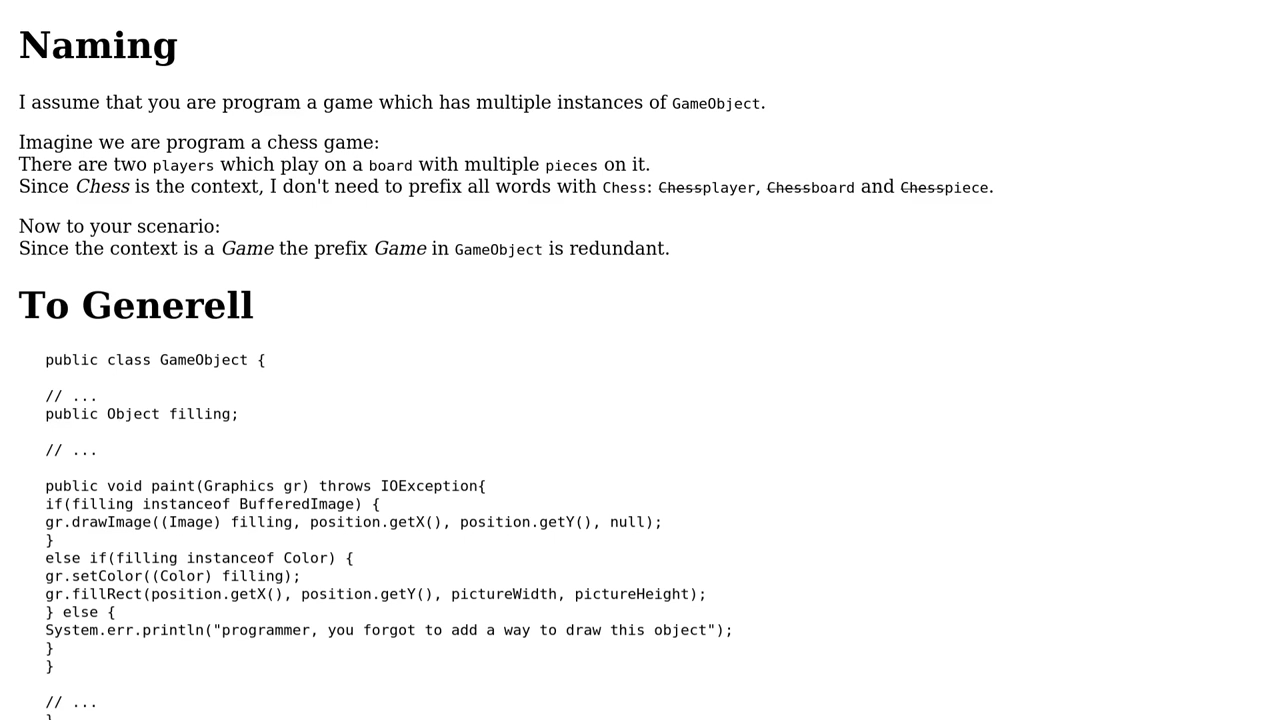 Naming
I assume that you are program a game which has multiple instances of GameObject.
Imagine we are program a chess game:
There are two players which play on a board with multiple pieces on it.
Since Chess is the context, I don't need to prefix all words with Chess: Chessplayer, Chessboard and Chesspiece.
Now to your scenario:
Since the context is a Game the prefix Game in GameObject is redundant.
To Generell
public class GameObject {
// ...
public Object filling;
// ...
public void paint(Graphics gr) throws IOException{
if(filling instanceof BufferedImage) {
gr.drawImage((Image) filling, position.getX(), position.getY(), null);
}
else if(filling instanceof Color) {
gr.setColor((Color) filling);
gr.fillRect(position.getX(), position.getY(), pictureWidth, pictureHeight);
} else {
System.err.println("programmer, you forgot to add a way to draw this object");
}
}
// ...
}